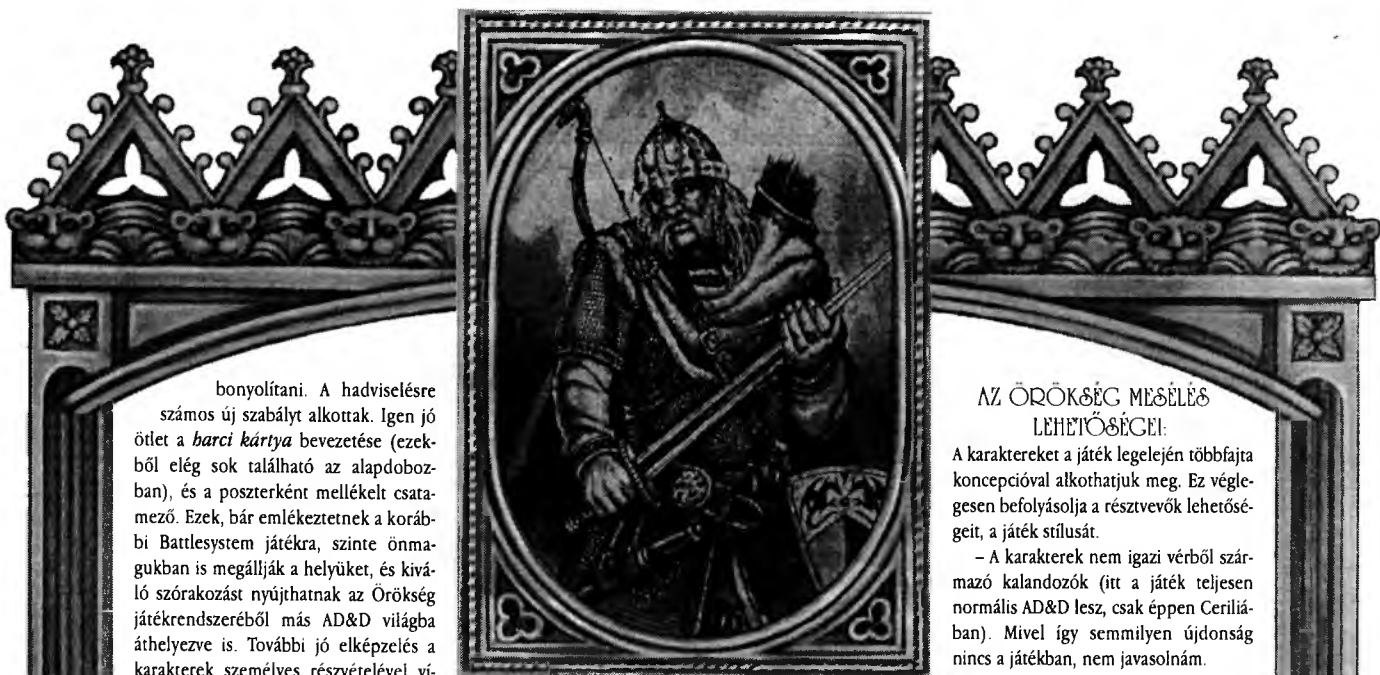 bonyolítani. A hadviselésre
számos új szabályt alkottak. Igen jó
ötlet a harci kártya bevezetése (ezek-
ből elég sok található az alapdoboz-
ban), és a poszterként mellékelt csata-
mező. Ezek, bár emlékeztetnek a koráb-
bi Battlesystem játékra, szinte önma-
gukban is megállják a helyüket, és kivá-
ló szórakozást nyújthatnak az Örökség
játékrendszeréből más AD&D világba
áthelyezve is. További jó elképzelés a
karakterek személyes részvételével ví-
AZ ÖRÖKSÉG MESÉLÉS
LEHETŐSÉGEI:
A karaktereket a játék legelején többfajta
koncepcióval alkothatjuk meg. Ez végle-
gesen befolyásolja a résztvevők lehetősé-
geit, a játék stílusát.
– A karakterek nem igazi vérből szár-
mazó kalandozók (itt a játék teljesen
normális AD&D lesz, csak éppen Ceriliá-
ban). Mivel így semmilyen újdonság
nincs a játékban, nem javasolnám.